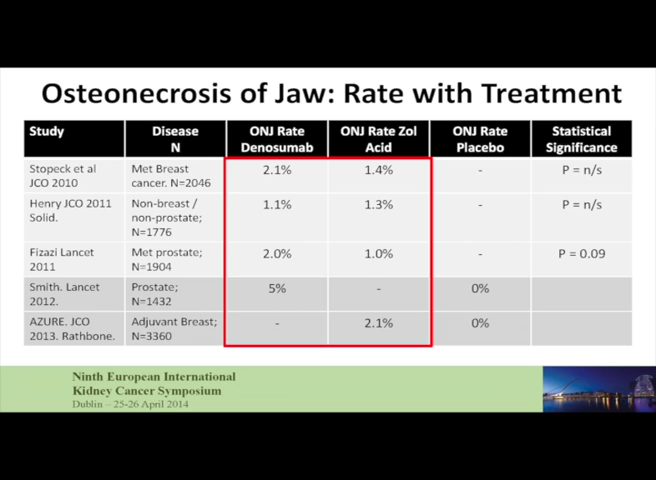 Osteonecrosis of Jaw: Rate with Treatment
Study
Disease
N
ONJ Rate
Denosumab
ONJ Rate Zol
Acid
ONJ Rate
Placebo
Statistical
Significance
Stopeck et al
JCO 2010
Met Breast
cancer. N=2046
2.1%
1.4%
-
P = n/s
Henry JCO 2011
Solid.
Non-breast /
non-prostate;
N=1776
1.1%
1.3%
-
P = n/s
Fizazi Lancet
2011
Met prostate;
N=1904
2.0%
1.0%
-
P = 0.09
Smith. Lancet
2012.
Prostate;
N=1432
5%
-
0%
AZURE. JCO
2013. Rathbone.
Adjuvant Breast;
N=3360
-
2.1%
0%
Ninth European International
Kidney Cancer Symposium
Dublin – 25-26 April 2014